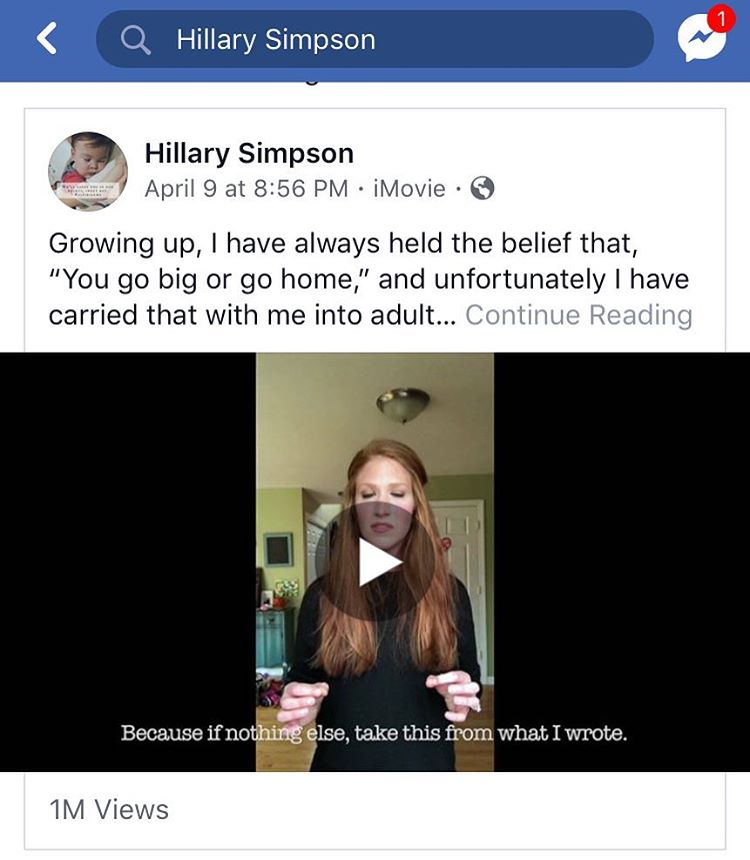 Hillary Simpson
1
Hillary Simpson
April 9 at 8:56 PM · iMovie ·
Growing up, I have always held the belief that,
“You go big or go home,” and unfortunately I have
carried that with me into adult... Continue Reading
Because if nothing else, take this from what I wrote.
1M Views